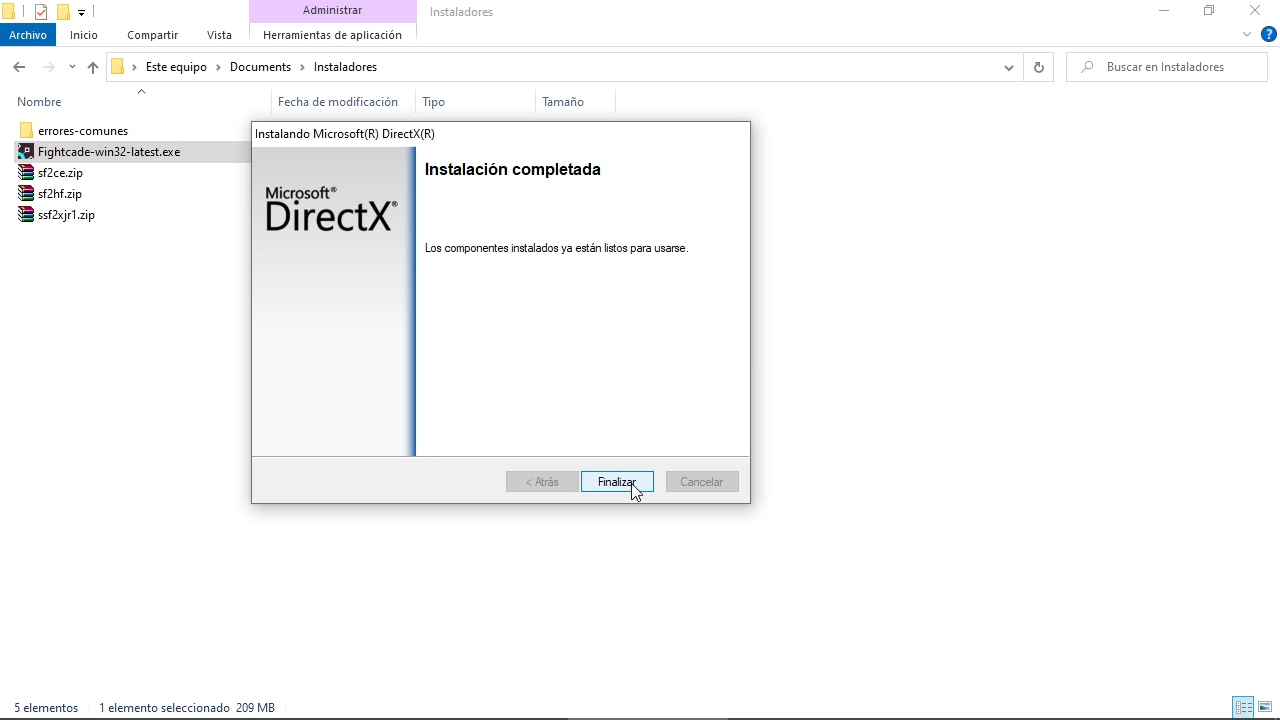 Administrar
Instaladores
Archivo
Inicio
Compartir
Vista
Herramientas de aplicación
?
Este equipo
Documents
Instaladores
Buscar en Instaladores
Nombre
Fecha de modificación
Tipo
Tamaño
errores-comunes
Fightcade-win32-latest.exe
sf2ce.zip
sf2hf.zip
ssf2xjr1.zip
Instalando Microsoft(R) DirectX(R)
Microsoft®
DirectX®
Instalación completada
Los componentes instalados ya están listos para usarse.
< Atrás
Finalizar
Cancelar
5 elementos
1 elemento seleccionado 209 MB